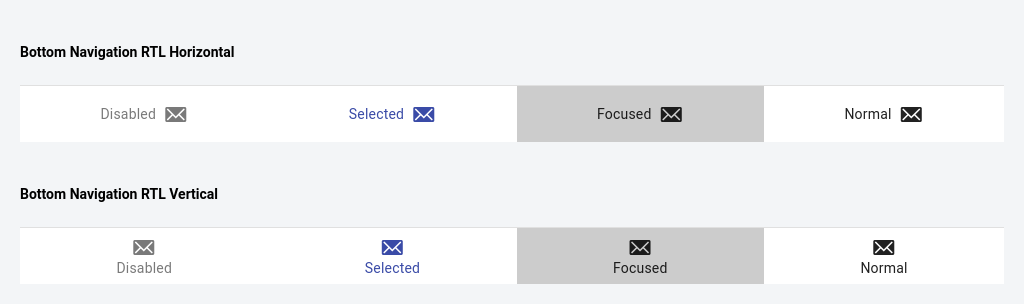 Bottom Navigation RTL Horizontal
Disabled Selected Focused Normal
Bottom Navigation RTL Vertical
Disabled Selected Focused Normal